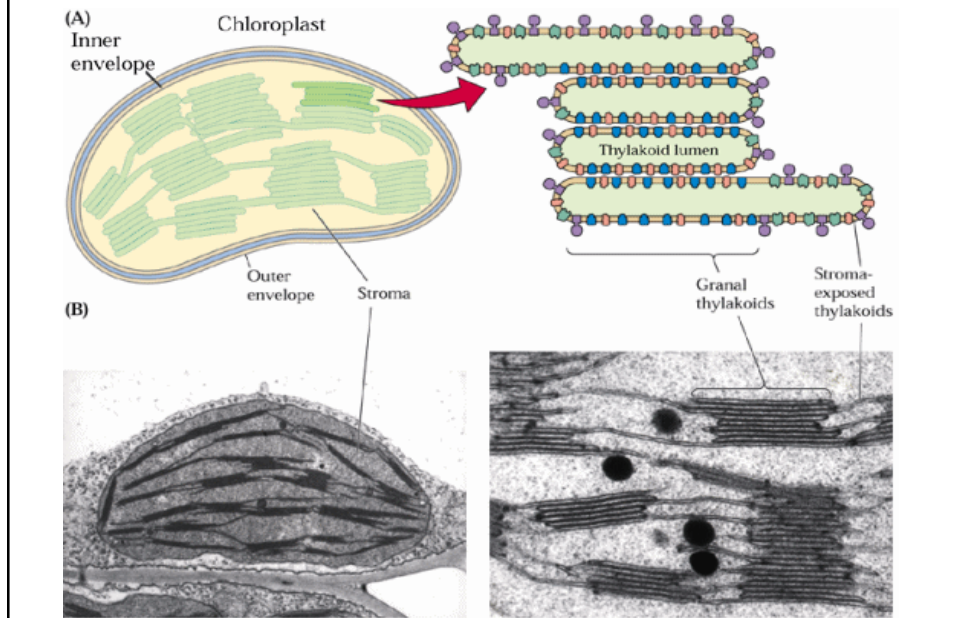 (A)
Chloroplast
Inner
envelope
Thylakoid lumen
Outer
envelope
Stroma
Granal
thylakoids
Stroma-
exposed
thylakoids
(B)